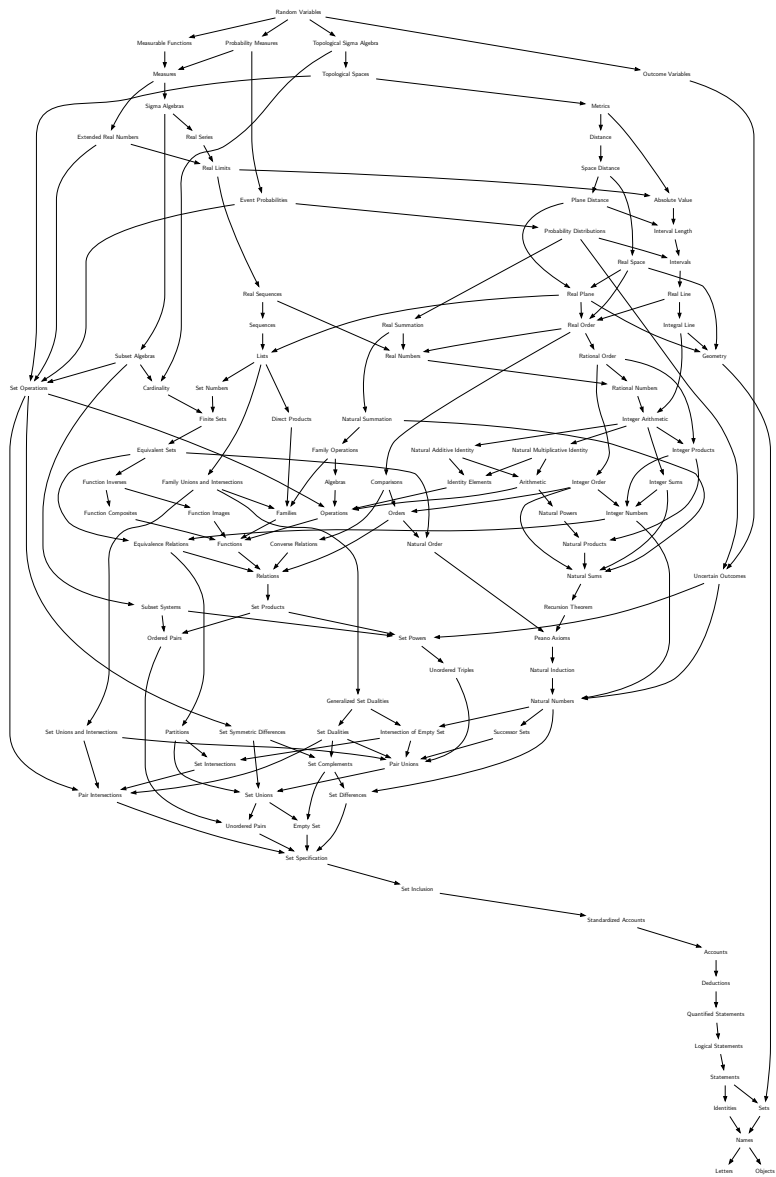 Random Variables
Measurable Functions
Probability Measures
Topological Sigma Algebra
Measures
Topological Spaces
Outcome Variables
Sigma Algebras
Metrics
Extended Real Numbers
Real Series
Distance
Real Limits
Space Distance
Event Probabilities
Plane Distance
Absolute Value
Probability Distributions
Interval Length
Real Space
Intervals
Real Sequences
Real Plane
Real Line
Sequences
Real Summation
Real Order
Integral Line
Subset Algebras
Lists
Real Numbers
Rational Order
Geometry
Set Operations
Cardinality
Set Numbers
Rational Numbers
Finite Sets
Direct Products
Natural Summation
Integer Arithmetic
Equivalent Sets
Family Operations
Natural Additive Identity
Natural Multiplicative Identity
Integer Products
Function Inverses
Family Unions and Intersections
Algebras
Comparisons
Identity Elements
Arithmetic
Integer Order
Integer Sums
Function Composites
Function Images
Families
Operations
Orders
Natural Powers
Integer Numbers
Equivalence Relations
Functions
Converse Relations
Natural Order
Natural Products
Relations
Natural Sums
Uncertain Outcomes
Subset Systems
Set Products
Recursion Theorem
Ordered Pairs
Set Powers
Peano Axioms
Unordered Triples
Natural Induction
Generalized Set Dualities
Natural Numbers
Set Unions and Intersections
Partitions
Set Symmetric Differences
Set Dualities
Intersection of Empty Set
Successor Sets
Set Intersections
Set Complements
Pair Unions
Pair Intersections
Set Unions
Set Differences
Unordered Pairs
Empty Set
Set Specification
Set Inclusion
Standardized Accounts
Accounts
Deductions
Quantified Statements
Logical Statements
Statements
Identities
Sets
Names
Letters
Objects